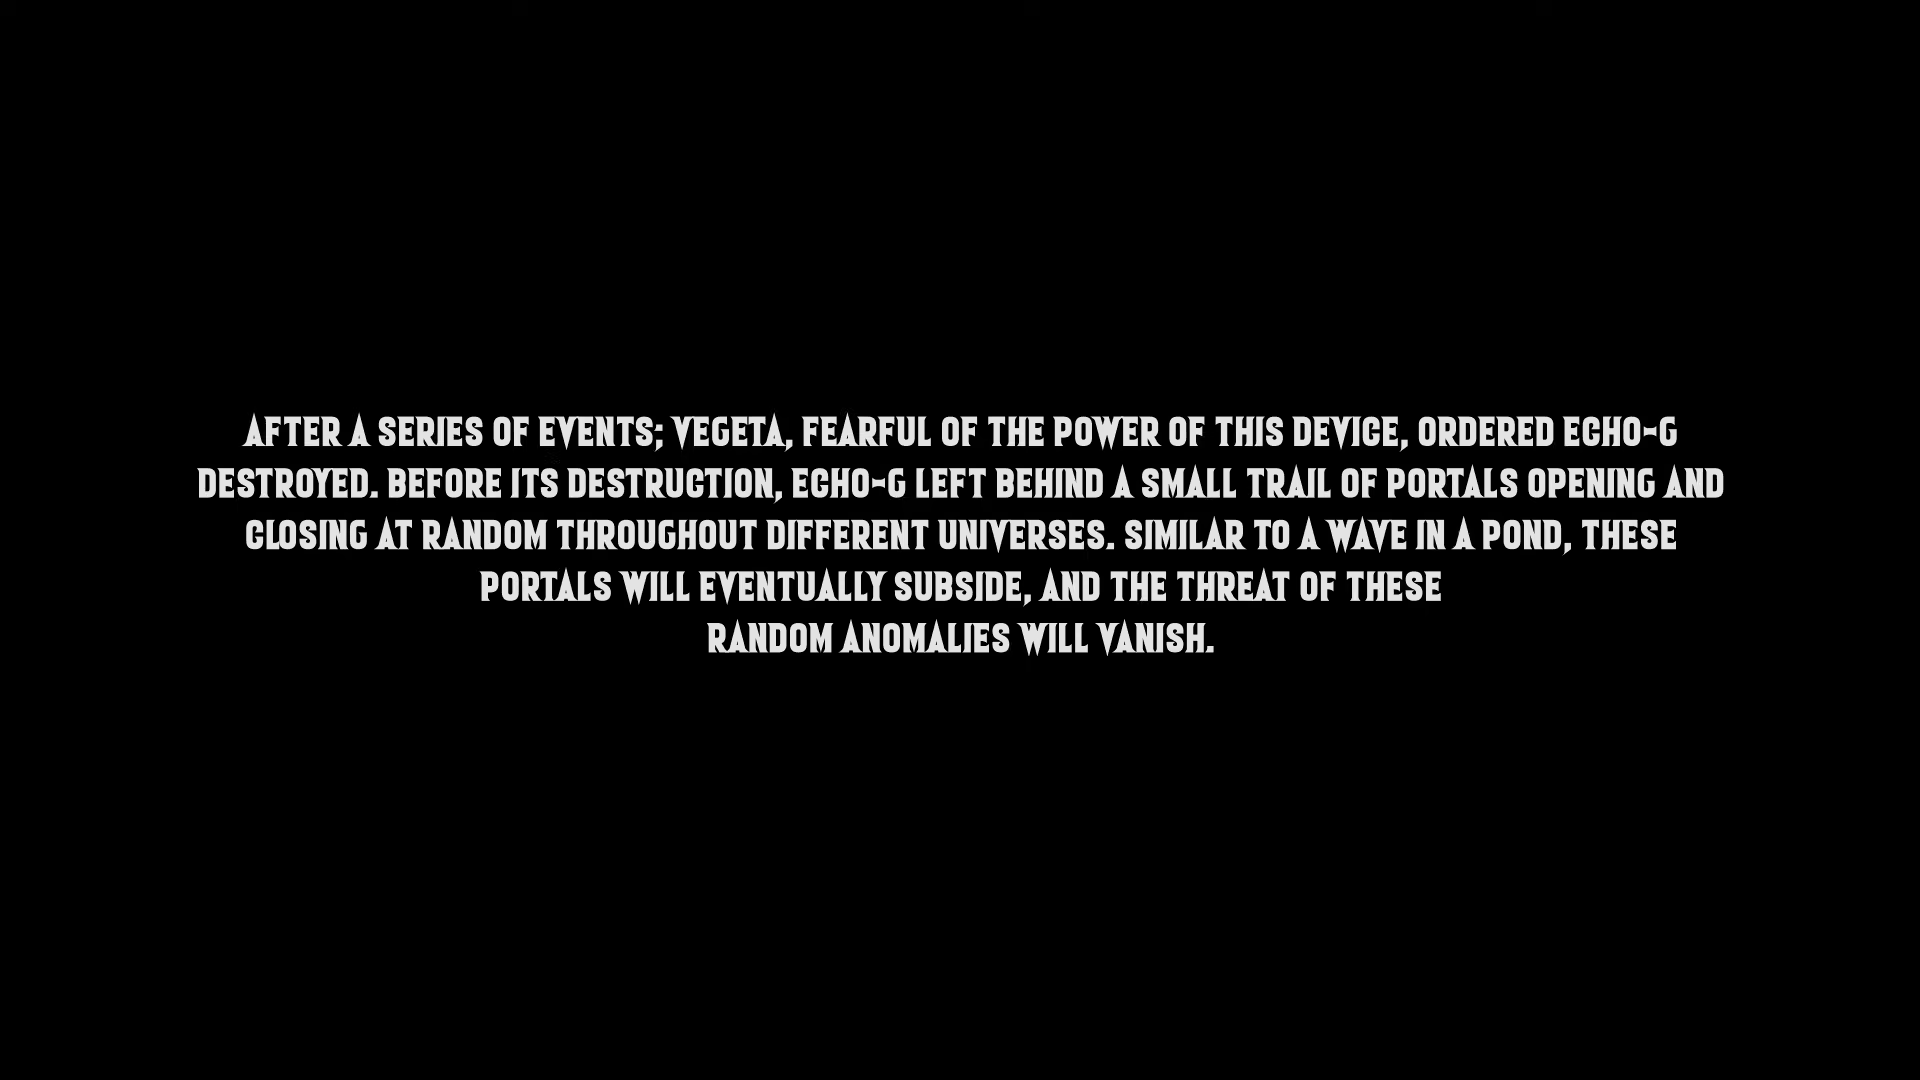 AFTER A SERIES OF EVENTS; VEGETA, FEARFUL OF THE POWER OF THIS DEVICE, ORDERED ECHO-G
DESTROYED. BEFORE ITS DESTRUCTION, ECHO-G LEFT BEHIND A SMALL TRAIL OF PORTALS OPENING AND
CLOSING AT RANDOM THROUGHOUT DIFFERENT UNIVERSES. SIMILAR TO A WAVE IN A POND, THESE
PORTALS WILL EVENTUALLY SUBSIDE, AND THE THREAT OF THESE
RANDOM ANOMALIES WILL VANISH.